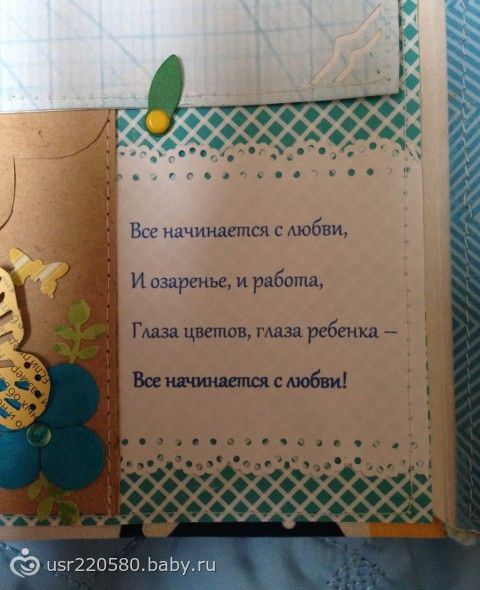 Все начинается с любви,
И озаренье, и работа,
Глаза цветов, глаза ребенка –
Все начинается с любви!
usr220580.baby.ru